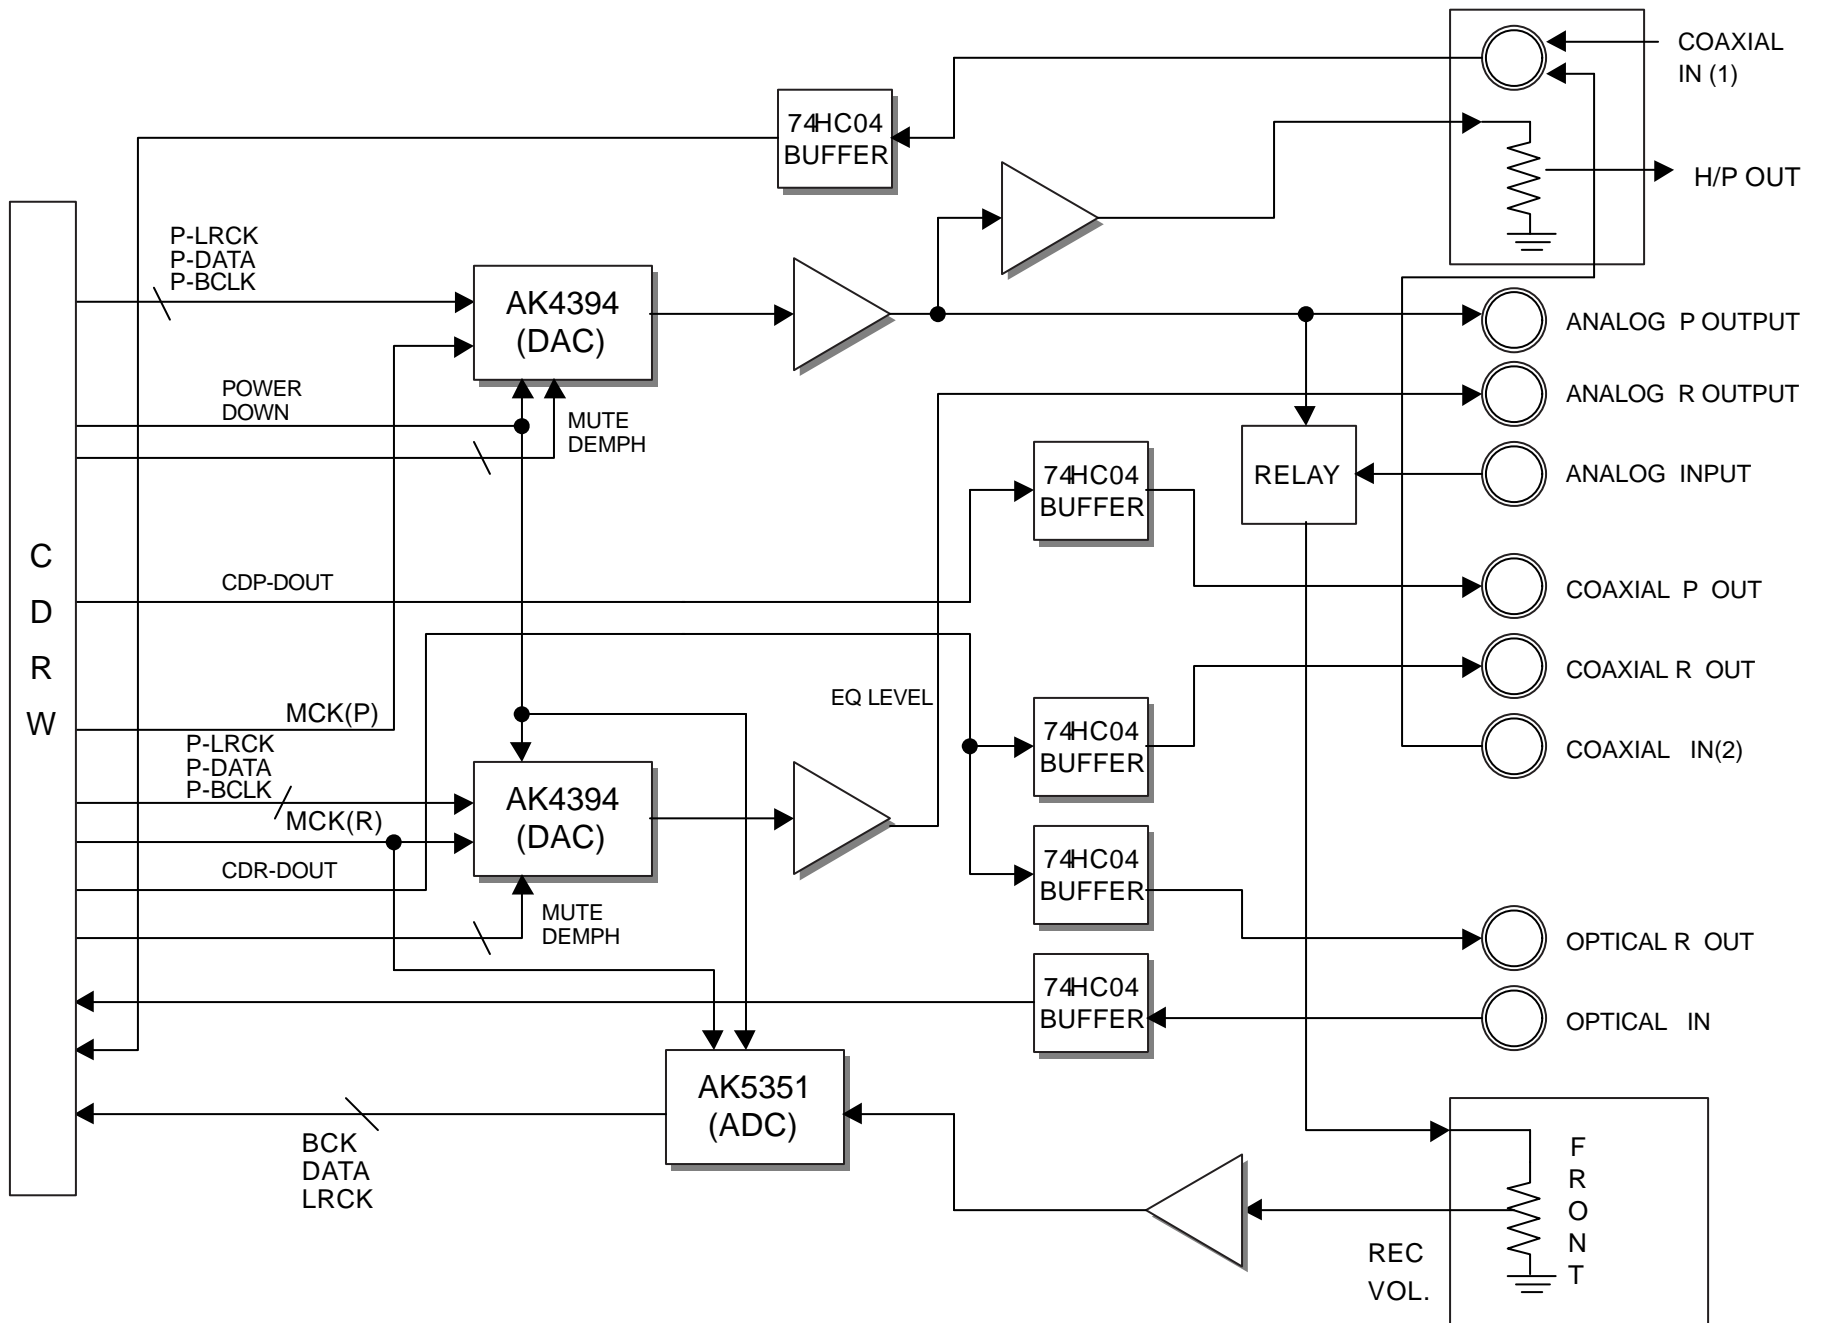 COAXIAL
IN (1)
74HC04
BUFFER
H/P OUT
P-LRCK
P-DATA
P-BCLK
AK4394
(DAC)
ANALOG P OUTPUT
POWER
DOWN
MUTE
DEMPH
ANALOG R OUTPUT
74HC04
BUFFER
RELAY
ANALOG INPUT
C
D
R
W
CDP-DOUT
COAXIAL P OUT
COAXIAL R OUT
EQ LEVEL
MCK(P)
74HC04
BUFFER
COAXIAL IN(2)
P-LRCK
P-DATA
P-BCLK
AK4394
(DAC)
MCK(R)
CDR-DOUT
74HC04
BUFFER
MUTE
DEMPH
OPTICAL R OUT
74HC04
BUFFER
OPTICAL IN
AK5351
(ADC)
BCK
DATA
LRCK
F
R
O
N
T
REC
VOL.